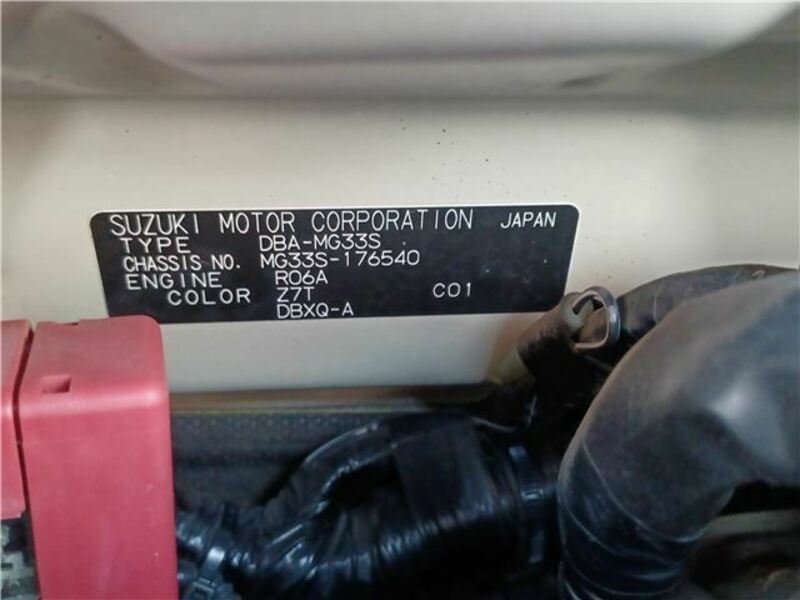 SUZUKI MOTOR CORPORATION JAPAN
TYPE DBA-MG33S
CHASSIS NO. MG33S-176540
ENGINE R06A
COLOR Z7T C01
DBXQ-A